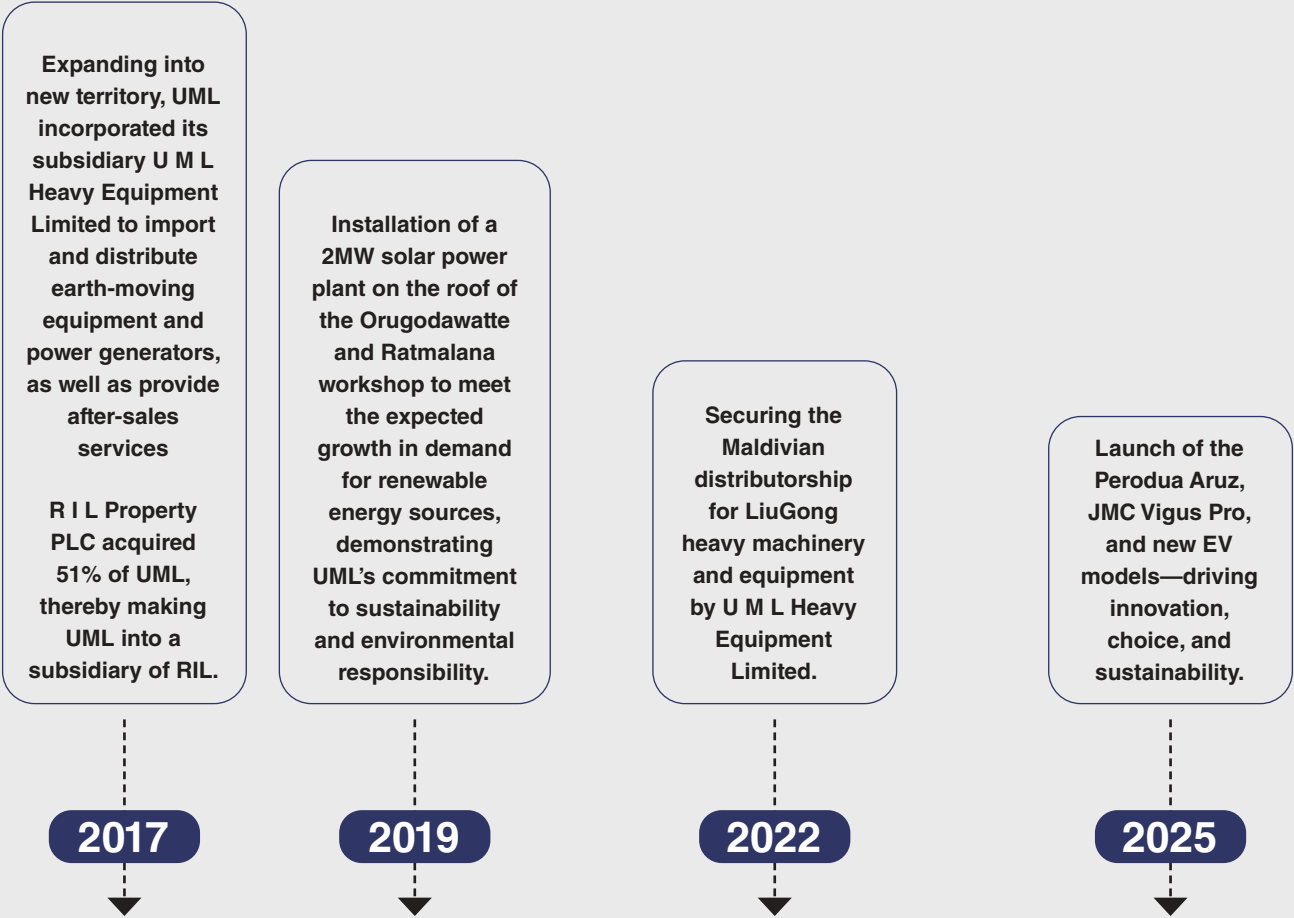 Expanding into
new territory, UML
incorporated its
subsidiary U M L
Heavy Equipment
Limited to import
and distribute
earth-moving
equipment and
power generators,
as well as provide
after-sales
services
R I L Property
PLC acquired
51% of UML,
thereby making
UML into a
subsidiary of RIL.
2017
Installation of a
2MW solar power
plant on the roof of
the Orugodawatte
and Ratmalana
workshop to meet
the expected
growth in demand
for renewable
energy sources,
demonstrating
UML’s commitment
to sustainability
and environmental
responsibility.
2019
Securing the
Maldivian
distributorship
for LiuGong
heavy machinery
and equipment
by U M L Heavy
Equipment
Limited.
2022
Launch of the
Perodua Aruz,
JMC Vigus Pro,
and new EV
models—driving
innovation,
choice, and
sustainability.
2025